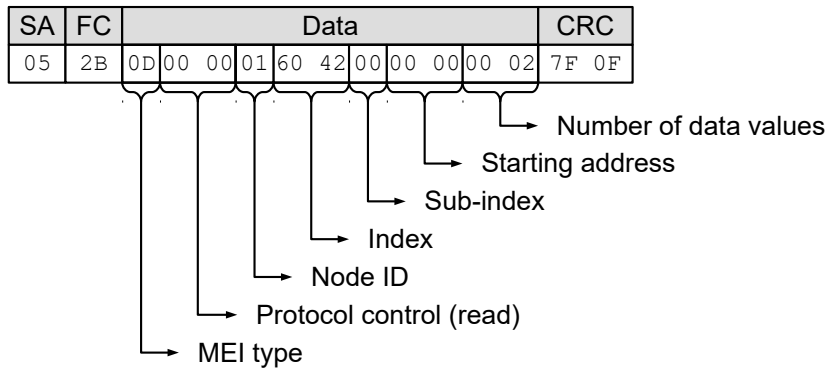 SA FC Data CRC
05 2B 0D 00 00 01 60 42 00 00 00 00 02 7F 0F
Number of data values
Starting address
Sub-index
Index
Node ID
Protocol control (read)
MEI type